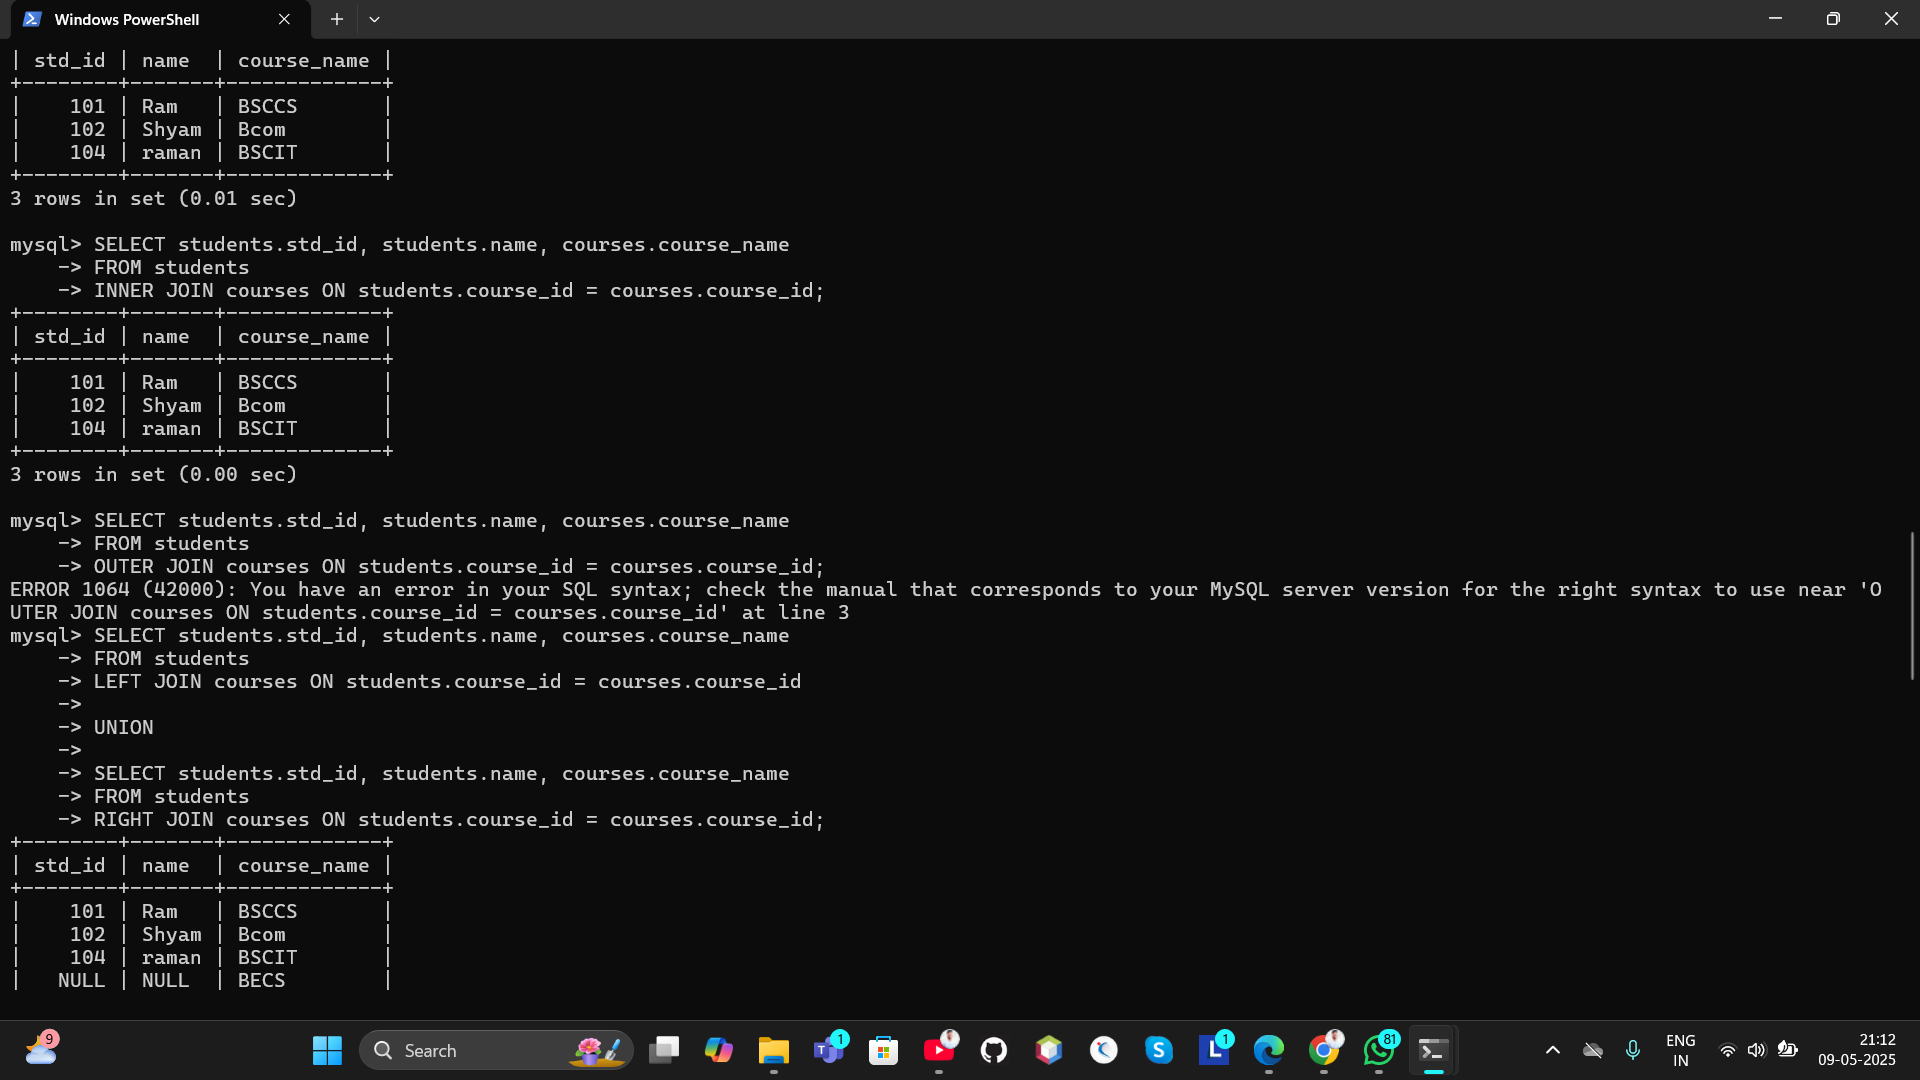 Windows PowerShell
| std_id | name  | course_name |
+--------+-------+-------------+
|    101 | Ram   | BSCCS       |
|    102 | Shyam | Bcom        |
|    104 | raman | BSCIT       |
+--------+-------+-------------+
3 rows in set (0.01 sec)
mysql> SELECT students.std_id, students.name, courses.course_name
    -> FROM students
    -> INNER JOIN courses ON students.course_id = courses.course_id;
+--------+-------+-------------+
| std_id | name  | course_name |
+--------+-------+-------------+
|    101 | Ram   | BSCCS       |
|    102 | Shyam | Bcom        |
|    104 | raman | BSCIT       |
+--------+-------+-------------+
3 rows in set (0.00 sec)
mysql> SELECT students.std_id, students.name, courses.course_name
    -> FROM students
    -> OUTER JOIN courses ON students.course_id = courses.course_id;
ERROR 1064 (42000): You have an error in your SQL syntax; check the manual that corresponds to your MySQL server version for the right syntax to use near 'O
UTER JOIN courses ON students.course_id = courses.course_id' at line 3
mysql> SELECT students.std_id, students.name, courses.course_name
    -> FROM students
    -> LEFT JOIN courses ON students.course_id = courses.course_id
    ->
    -> UNION
    ->
    -> SELECT students.std_id, students.name, courses.course_name
    -> FROM students
    -> RIGHT JOIN courses ON students.course_id = courses.course_id;
+--------+-------+-------------+
| std_id | name  | course_name |
+--------+-------+-------------+
|    101 | Ram   | BSCCS       |
|    102 | Shyam | Bcom        |
|    104 | raman | BSCIT       |
|   NULL | NULL  | BECS        |
9 Search 1 1 81 ENG 21:12
IN 09-05-2025